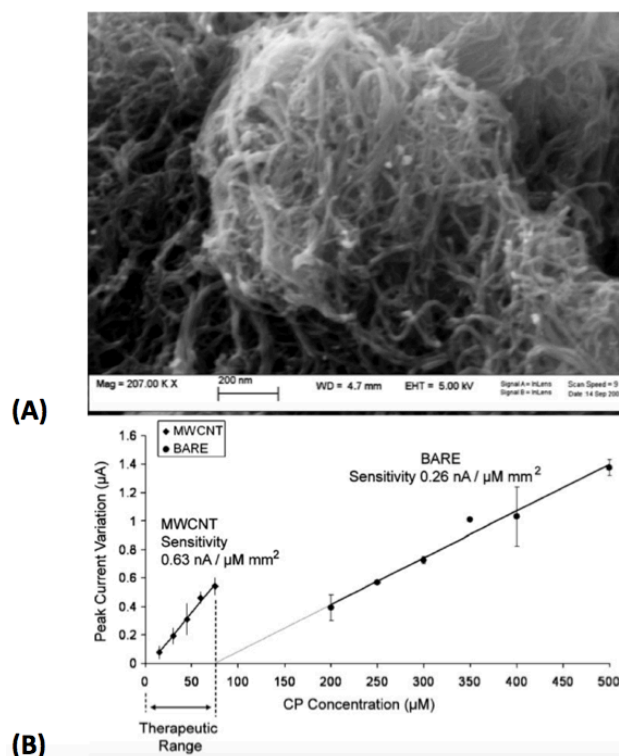 Mag = 207.00 K X
200 nm
WD = 4.7 mm
EHT = 5.00 kV
Signal A = InLens
Signal B = InLens
Scan Speed = 9
Date: 14 Sep
(A)
MWCNT
BARE
BARE
Sensitivity 0.26 nA / µM mm²
MWCNT
Sensitivity
0.63 nA / µM mm²
Peak Current Variation (µA)
1.6
1.4
1.2
1
0.8
0.6
0.4
0.2
0
0 50 100 150 200 250 300 350 400 450 500
CP Concentration (µM)
Therapeutic
Range
(B)